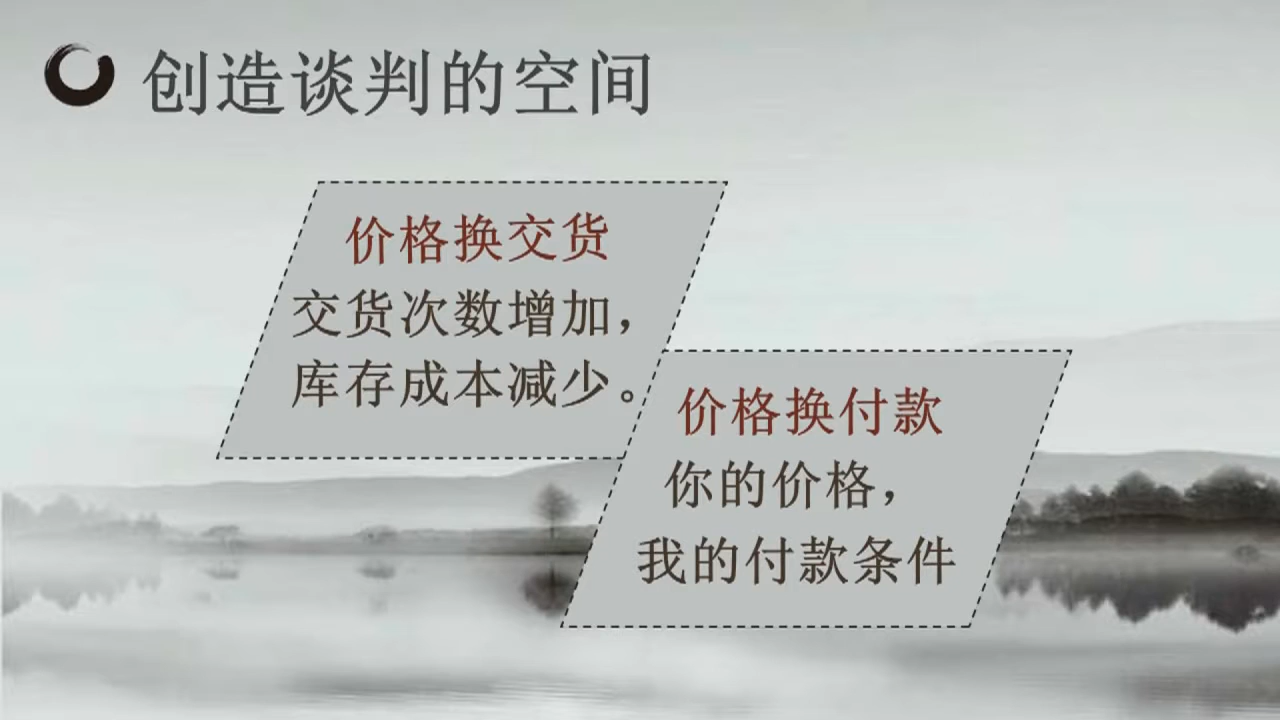 创造谈判的空间
价格换交货
交货次数增加，
库存成本减少。
价格换付款
你的价格，
我的付款条件